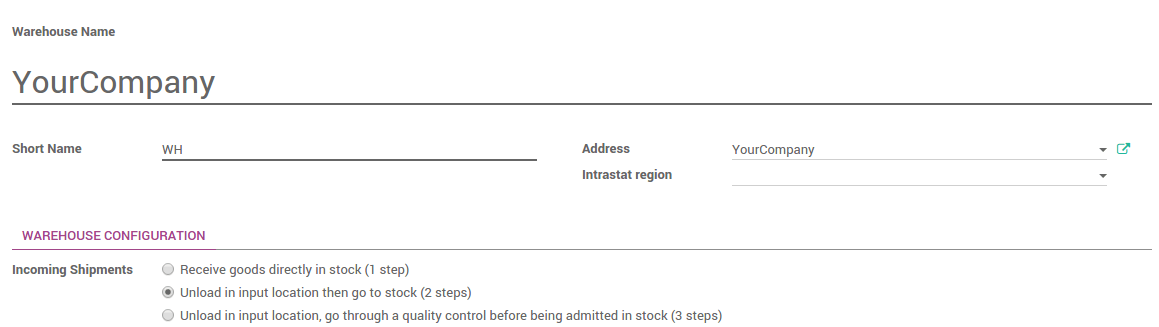 Warehouse Name
YourCompany
Short Name WH Address YourCompany
Intrastat region
WAREHOUSE CONFIGURATION
Incoming Shipments Receive goods directly in stock (1 step)
Unload in input location then go to stock (2 steps)
Unload in input location, go through a quality control before being admitted in stock (3 steps)